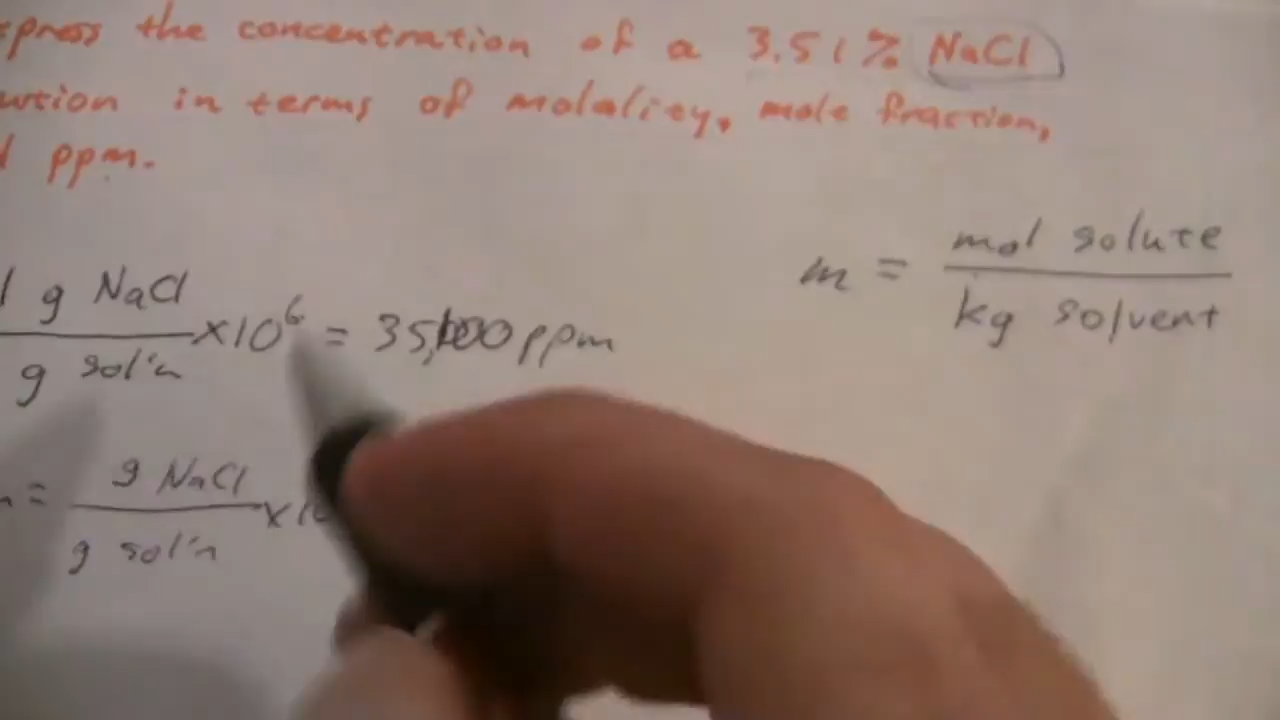 press the concentration of a 3.51% NaCl
ution in terms of molality, mole fraction,
ppm.
g NaCl
g sol'n
×10⁶ = 35,100 ppm
m =
mol solute
kg solvent
=
g NaCl
g sol'n
×10